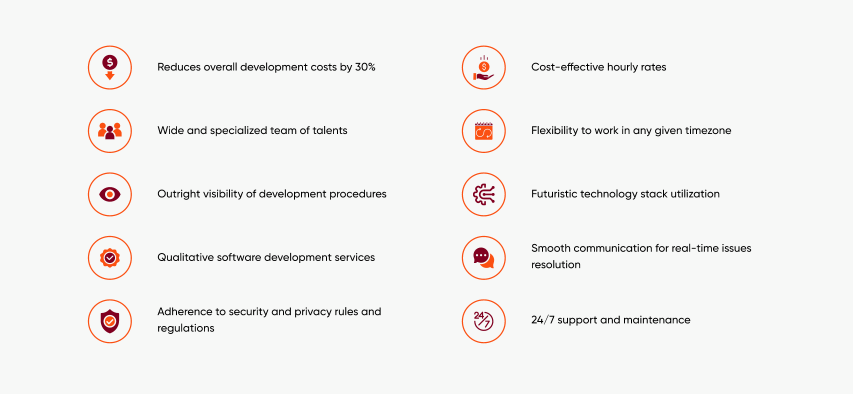 Reduces overall development costs by 30%
Wide and specialized team of talents
Outright visibility of development procedures
Qualitative software development services
Adherence to security and privacy rules and
regulations
Cost-effective hourly rates
Flexibility to work in any given timezone
Futuristic technology stack utilization
Smooth communication for real-time issues
resolution
24/7
24/7 support and maintenance